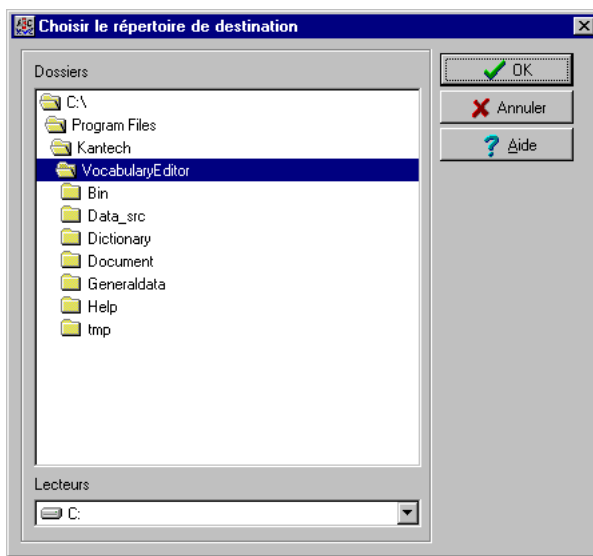 Choisir le répertoire de destination
Dossiers
C:\
Program Files
Kantech
VocabularyEditor
Bin
Data_src
Dictionary
Document
Generaldata
Help
tmp
Lecteurs
C:
OK
Annuler
Aide